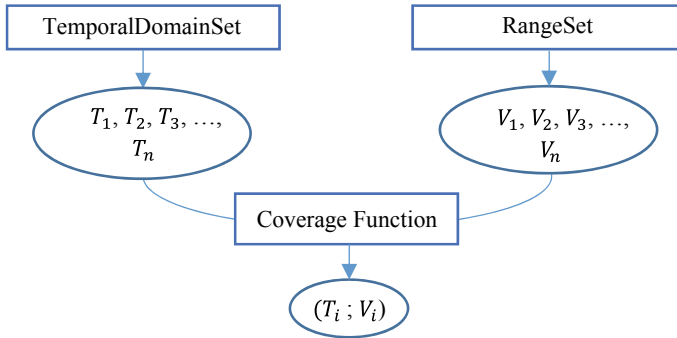 TemporalDomainSet
RangeSet
T₁, T₂, T₃, …,
Tₙ
V₁, V₂, V₃, …,
Vₙ
Coverage Function
(Tᵢ ; Vᵢ)